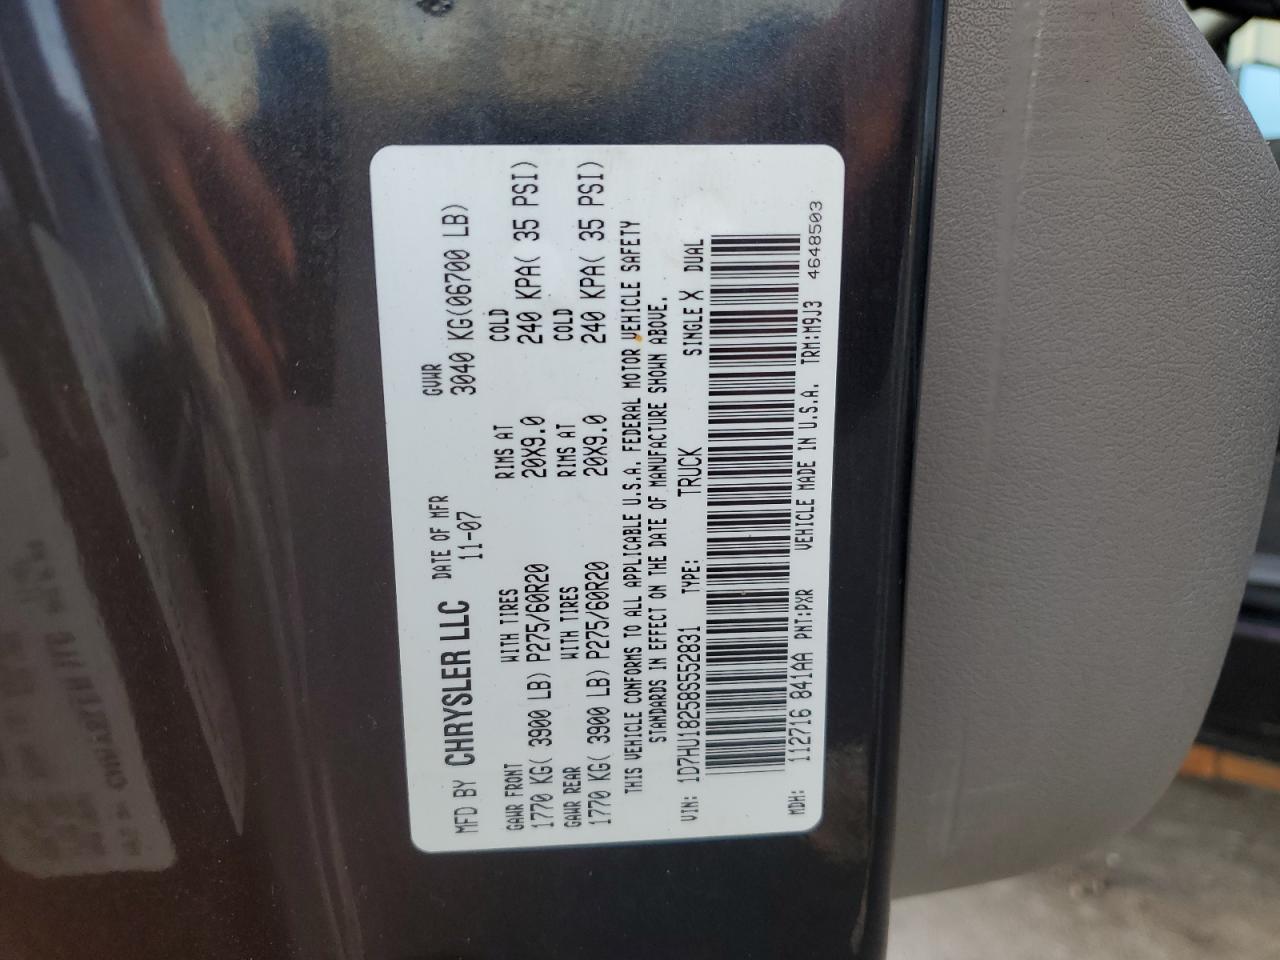 MFD BY CHRYSLER LLC DATE OF MFR 11-07 GVWR 3040 KG(06700 LB)
GAWR FRONT WITH TIRES RIMS AT COLD
1770 KG( 3900 LB) P275/60R20 20X9.0 240 KPA( 35 PSI)
GAWR REAR WITH TIRES RIMS AT COLD
1770 KG( 3900 LB) P275/60R20 20X9.0 240 KPA( 35 PSI)
THIS VEHICLE CONFORMS TO ALL APPLICABLE U.S.A. FEDERAL MOTOR VEHICLE SAFETY
STANDARDS IN EFFECT ON THE DATE OF MANUFACTURE SHOWN ABOVE.
VIN: 1D7HU18258S552831 TYPE: TRUCK SINGLE X DUAL
MDH: 112716 841AA PNT:PXR VEHICLE MADE IN U.S.A. TRM:M9J3 4648503